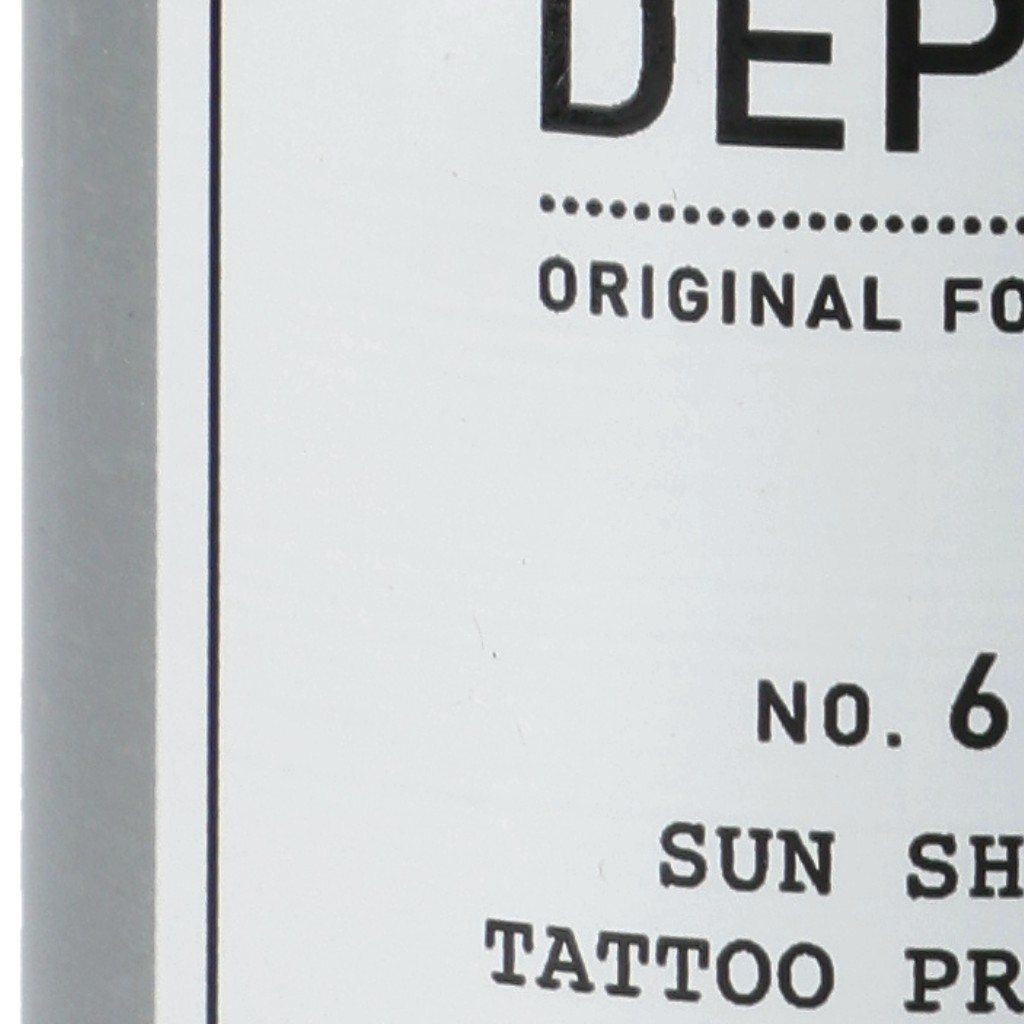 DEP
ORIGINAL FO
NO. 6
SUN SH
TATTOO PR